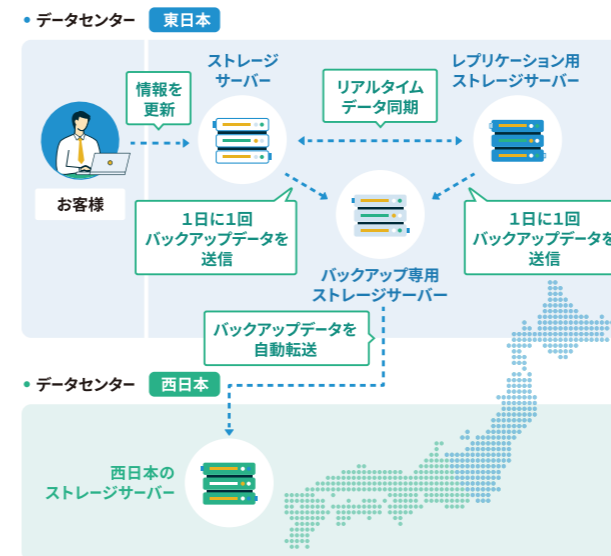 データセンター 東日本
ストレージ
サーバー
レプリケーション用
ストレージサーバー
情報を
更新
リアルタイム
データ同期
お客様
1日に1回
バックアップデータを
送信
1日に1回
バックアップデータを
送信
バックアップ専用
ストレージサーバー
バックアップデータを
自動転送
データセンター 西日本
西日本の
ストレージサーバー